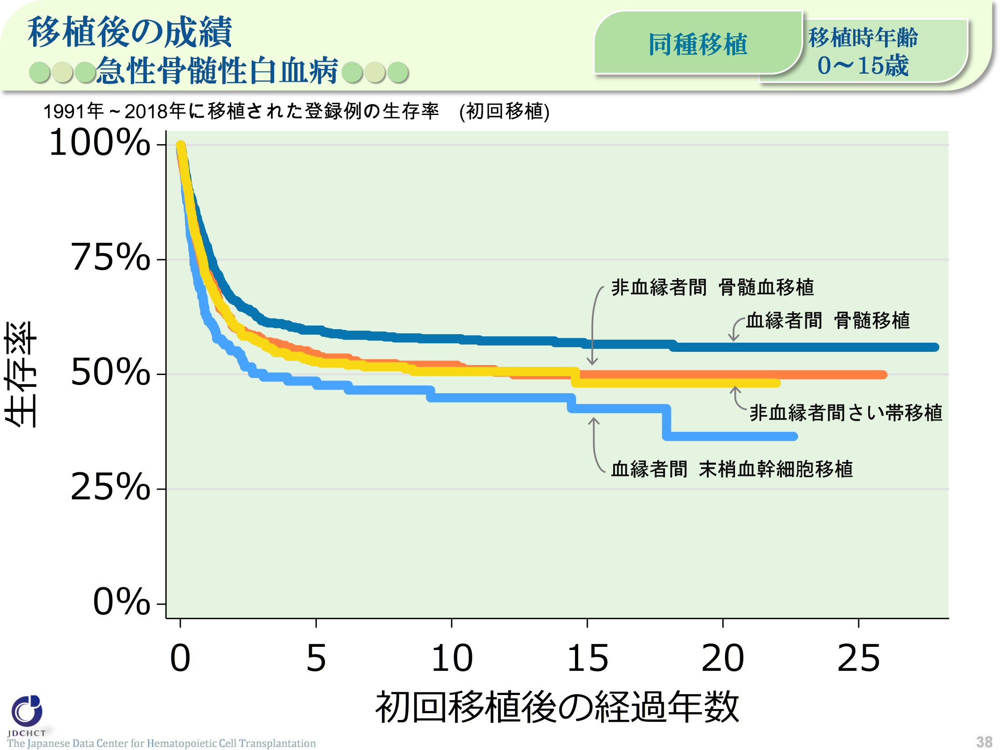 移植後の成績
急性骨髄性白血病
同種移植
移植時年齢
0～15歳
1991年～2018年に移植された登録例の生存率　(初回移植)
100%
75%
50%
25%
0%
生存率
非血縁者間 骨髄血移植
血縁者間 骨髄移植
非血縁者間さい帯移植
血縁者間 末梢血幹細胞移植
0 5 10 15 20 25
初回移植後の経過年数
JDCHCT
The Japanese Data Center for Hematopoietic Cell Transplantation
38